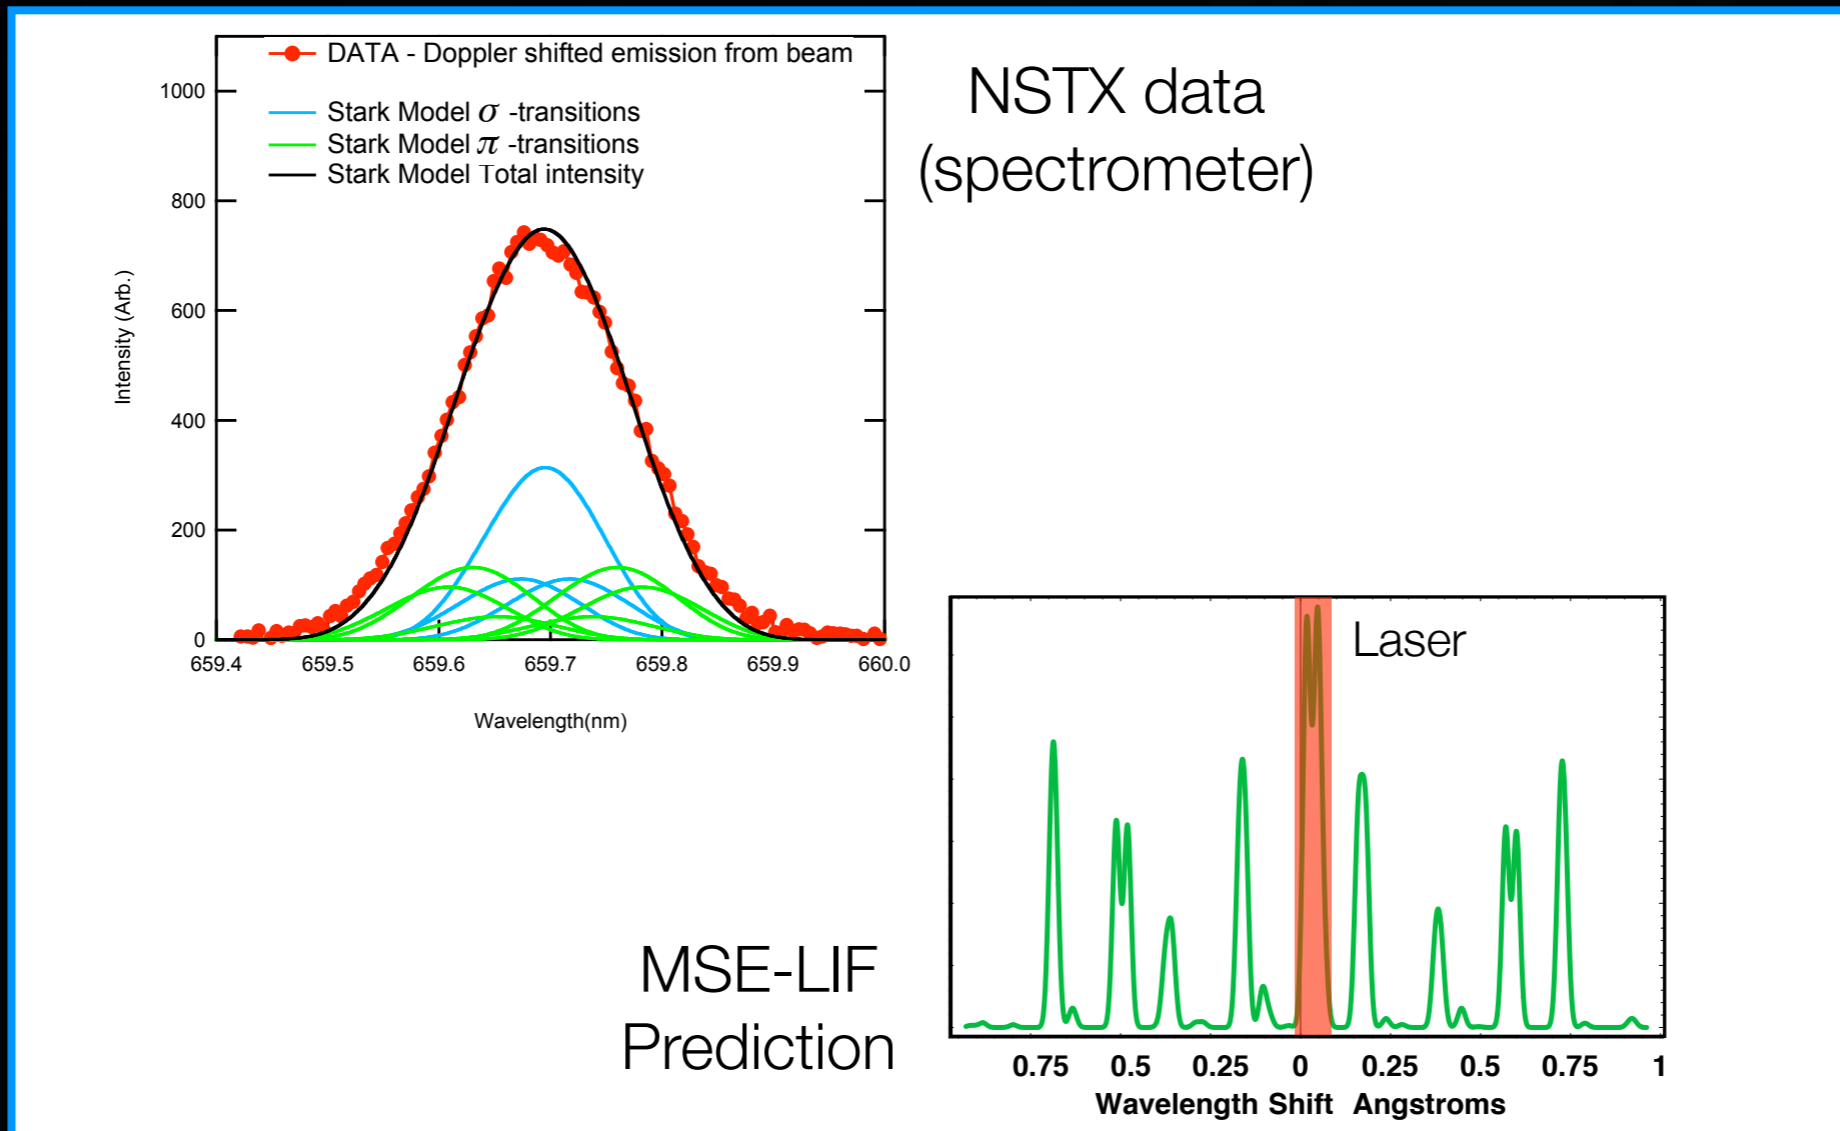 DATA - Doppler shifted emission from beam
Stark Model σ -transitions
Stark Model π -transitions
Stark Model Total intensity
1000
800
600
400
200
0
Intensity (Arb.)
659.4 659.5 659.6 659.7 659.8 659.9 660.0
Wavelength(nm)
NSTX data
(spectrometer)
MSE-LIF
Prediction
Laser
0.75 0.5 0.25 0 0.25 0.5 0.75 1
Wavelength Shift Angstroms